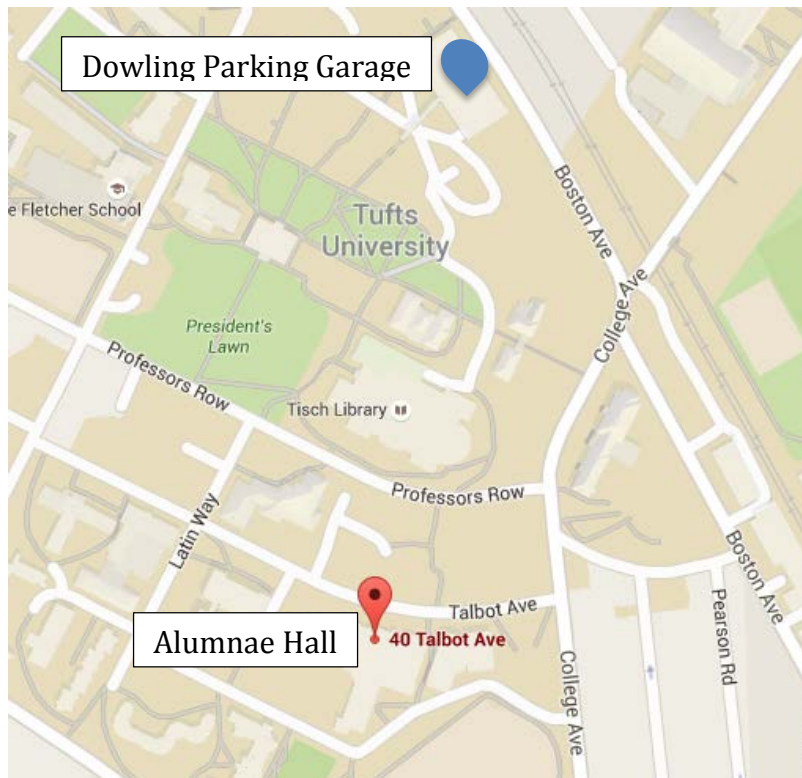 Dowling Parking Garage
e Fletcher School
Tufts
University
Boston Ave
College Ave
President's
Lawn
Professors Row
Tisch Library
Professors Row
Latin Way
Boston Ave
Talbot Ave
Alumnae Hall
40 Talbot Ave
Pearson Rd
College Ave